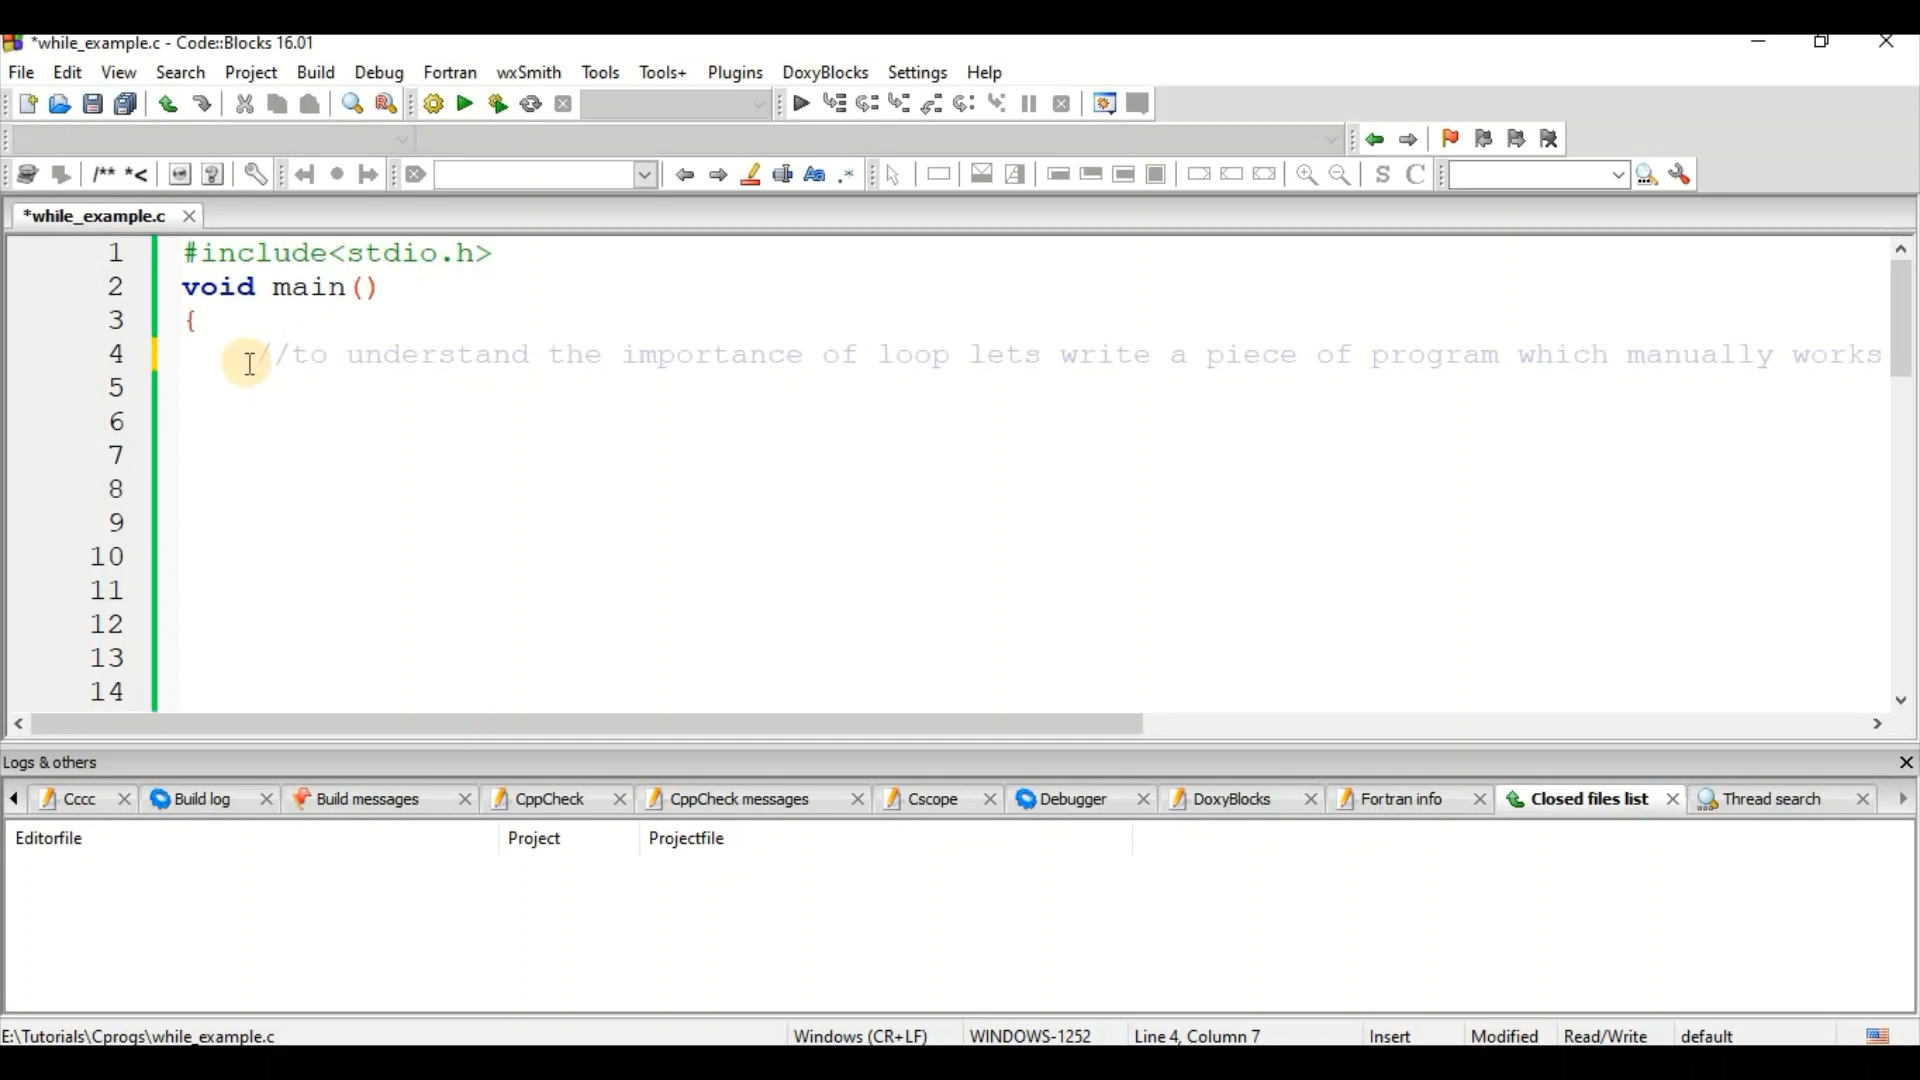 *while_example.c - Code::Blocks 16.01
File Edit View Search Project Build Debug Fortran wxSmith Tools Tools+ Plugins DoxyBlocks Settings Help
/** *<
S C
*while_example.c
1 #include<stdio.h>
2 void main()
3 {
4 //to understand the importance of loop lets write a piece of program which manually works
5
6
7
8
9
10
11
12
13
14
Logs & others
Cccc Build log Build messages CppCheck CppCheck messages Cscope Debugger DoxyBlocks Fortran info Closed files list Thread search
Editorfile Project Projectfile
E:\Tutorials\Cprogs\while_example.c Windows (CR+LF) WINDOWS-1252 Line 4, Column 7 Insert Modified Read/Write default